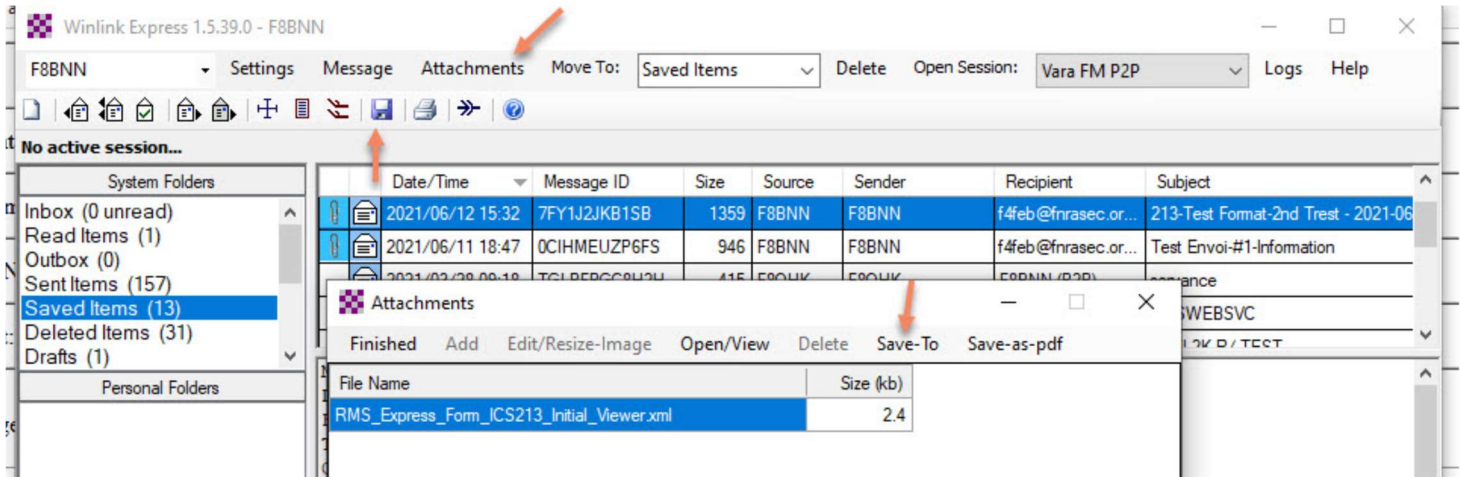 Winlink Express 1.5.39.0 - F8BNN
F8BNN Settings Message Attachments Move To: Saved Items Delete Open Session: Vara FM P2P Logs Help
No active session...
System Folders
Date/Time Message ID Size Source Sender Recipient Subject
Inbox (0 unread)
2021/06/12 15:32 7FY1J2JKB1SB 1359 F8BNN F8BNN f4feb@fnrasec.or... 213-Test Format-2nd Trest - 2021-06
Read Items (1)
2021/06/11 18:47 0CIHMEUZP6FS 946 F8BNN F8BNN f4feb@fnrasec.or... Test Envoi-#1-Information
Outbox (0)
Sent Items (157)
Saved Items (13)
Deleted Items (31)
Drafts (1)
Personal Folders
Attachments
Finished Add Edit/Resize-Image Open/View Delete Save-To Save-as-pdf
File Name Size (kb)
RMS_Express_Form_ICS213_Initial_Viewer.xml 2.4